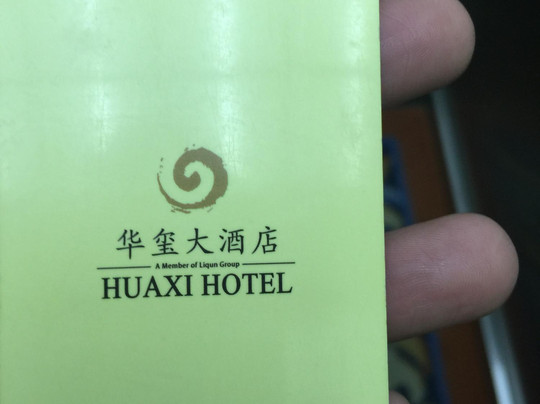 华玺大酒店
A Member of Liqun Group
HUAXI HOTEL